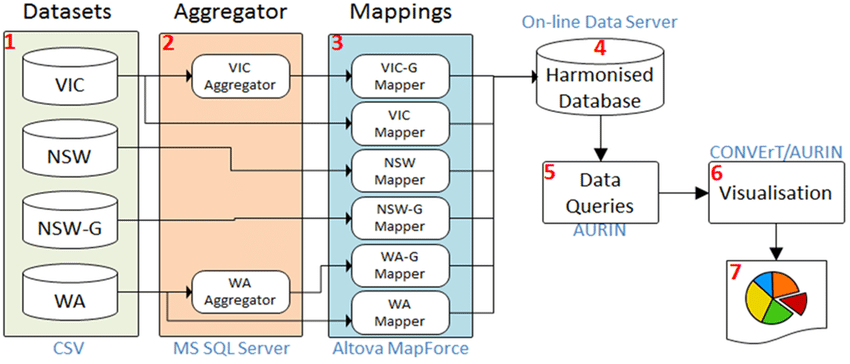 Datasets
Aggregator
Mappings
On-line Data Server
1
2
3
4
VIC
VIC
Aggregator
VIC-G
Mapper
Harmonised
Database
VIC
Mapper
NSW
NSW
Mapper
NSW-G
NSW-G
Mapper
WA
WA
Aggregator
WA-G
Mapper
WA
Mapper
CSV
MS SQL Server
Altova MapForce
5
Data
Queries
AURIN
CONVErT/AURIN
6
Visualisation
7